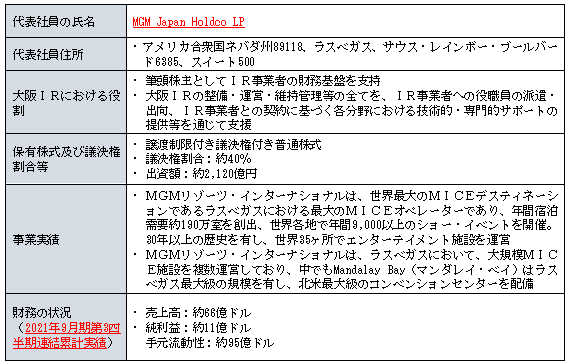 代表社員の氏名
MGM Japan Holdco LP
代表社員住所
・アメリカ合衆国ネバダ州89118、ラスベガス、サウス・レインボー・ブールバー
ド6385、スイート500
大阪ＩＲにおける役
割
・筆頭株主としてＩＲ事業者の財務基盤を支持
・大阪ＩＲの整備・運営・維持管理等の全てを、ＩＲ事業者への役職員の派遣・
出向、ＩＲ事業者との契約に基づく各分野における技術的・専門的サポートの
提供等を通じて支援
保有株式及び議決権
割合等
・譲渡制限付き議決権付き普通株式
・議決権割合：約40％
・出資額：約2,120億円
事業実績
・ＭＧＭリゾーツ・インターナショナルは、世界最大のＭＩＣＥデスティネーショ
ンであるラスベガスにおける最大のＭＩＣＥオペレーターであり、年間宿泊
需要約190万室を創出、世界各地で年間9,000以上のショー・イベントを開催。
30年以上の歴史を有し、世界35ヶ所でエンターテイメント施設を運営
・ＭＧＭリゾーツ・インターナショナルは、ラスベガスにおいて、大規模ＭＩＣ
Ｅ施設を複数運営しており、中でもMandalay Bay（マンダレイ・ベイ）はラス
ベガス最大級の規模を有し、北米最大級のコンベンションセンターを配備
財務の状況
（2021年9月期第3四
半期連結累計実績）
・売上高：約66億ドル
・純利益：約11億ドル
手元流動性：約95億ドル